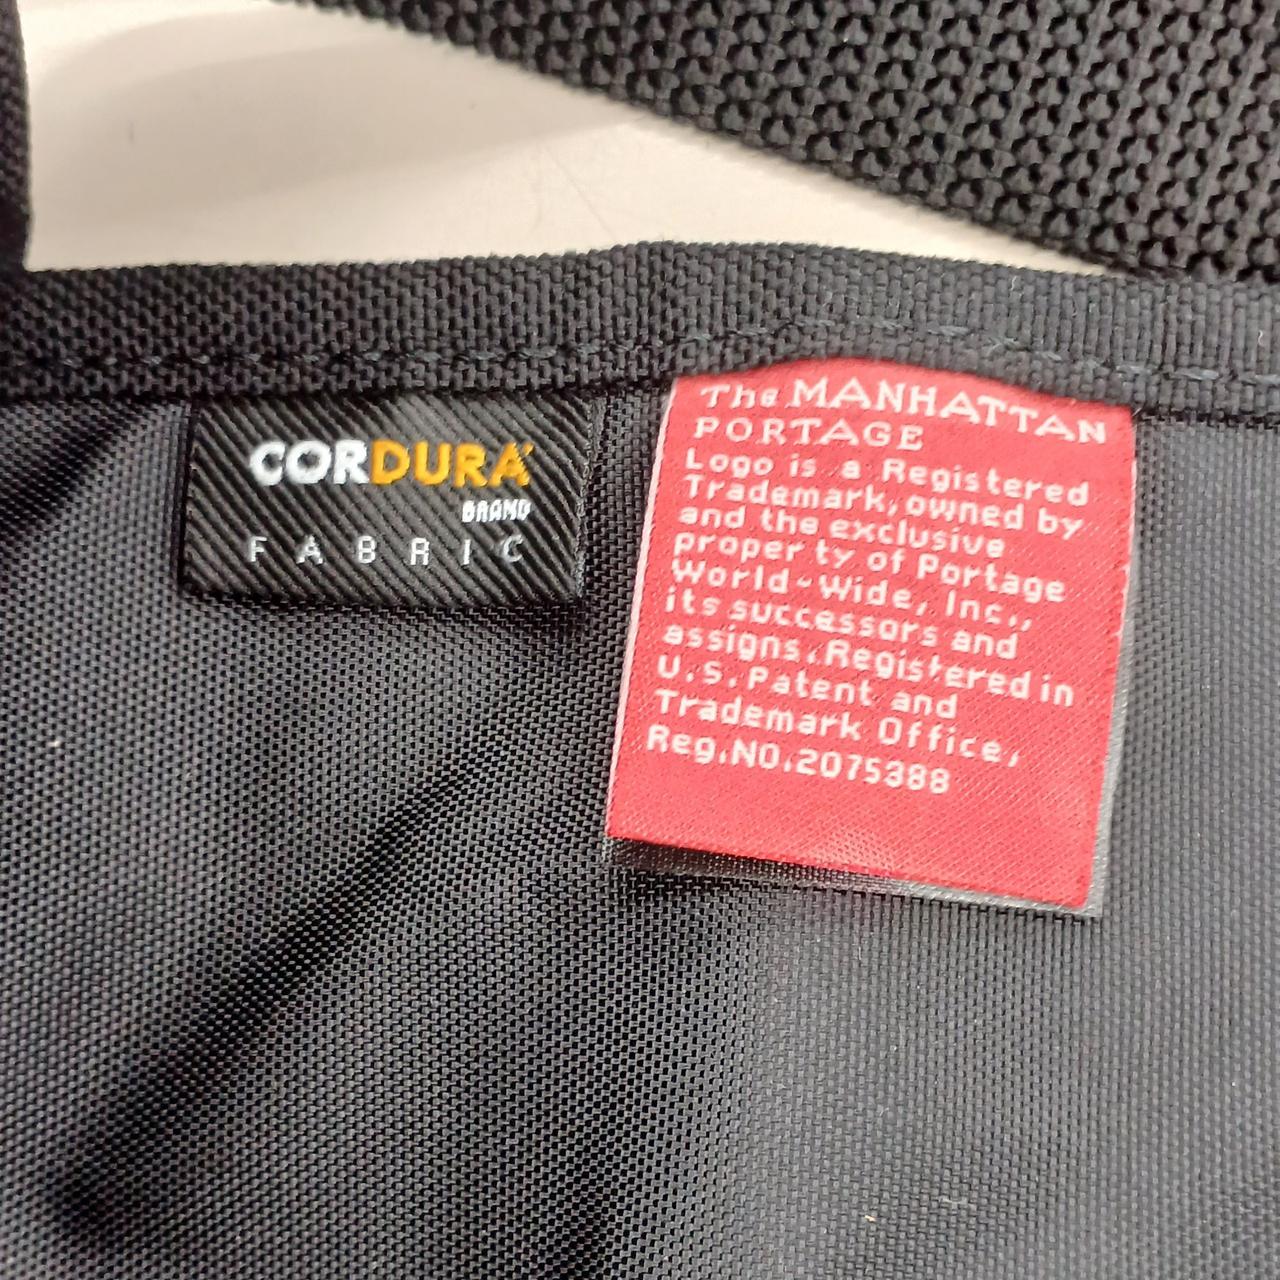 CORDURA
BRAND
FABRIC
The MANHATTAN
PORTAGE
Logo is a Registered
Trademark, owned by
and the exclusive
property of Portage
World-Wide, Inc.,
its successors and
assigns. Registered in
U.S. Patent and
Trademark Office,
Reg.NO.2075388